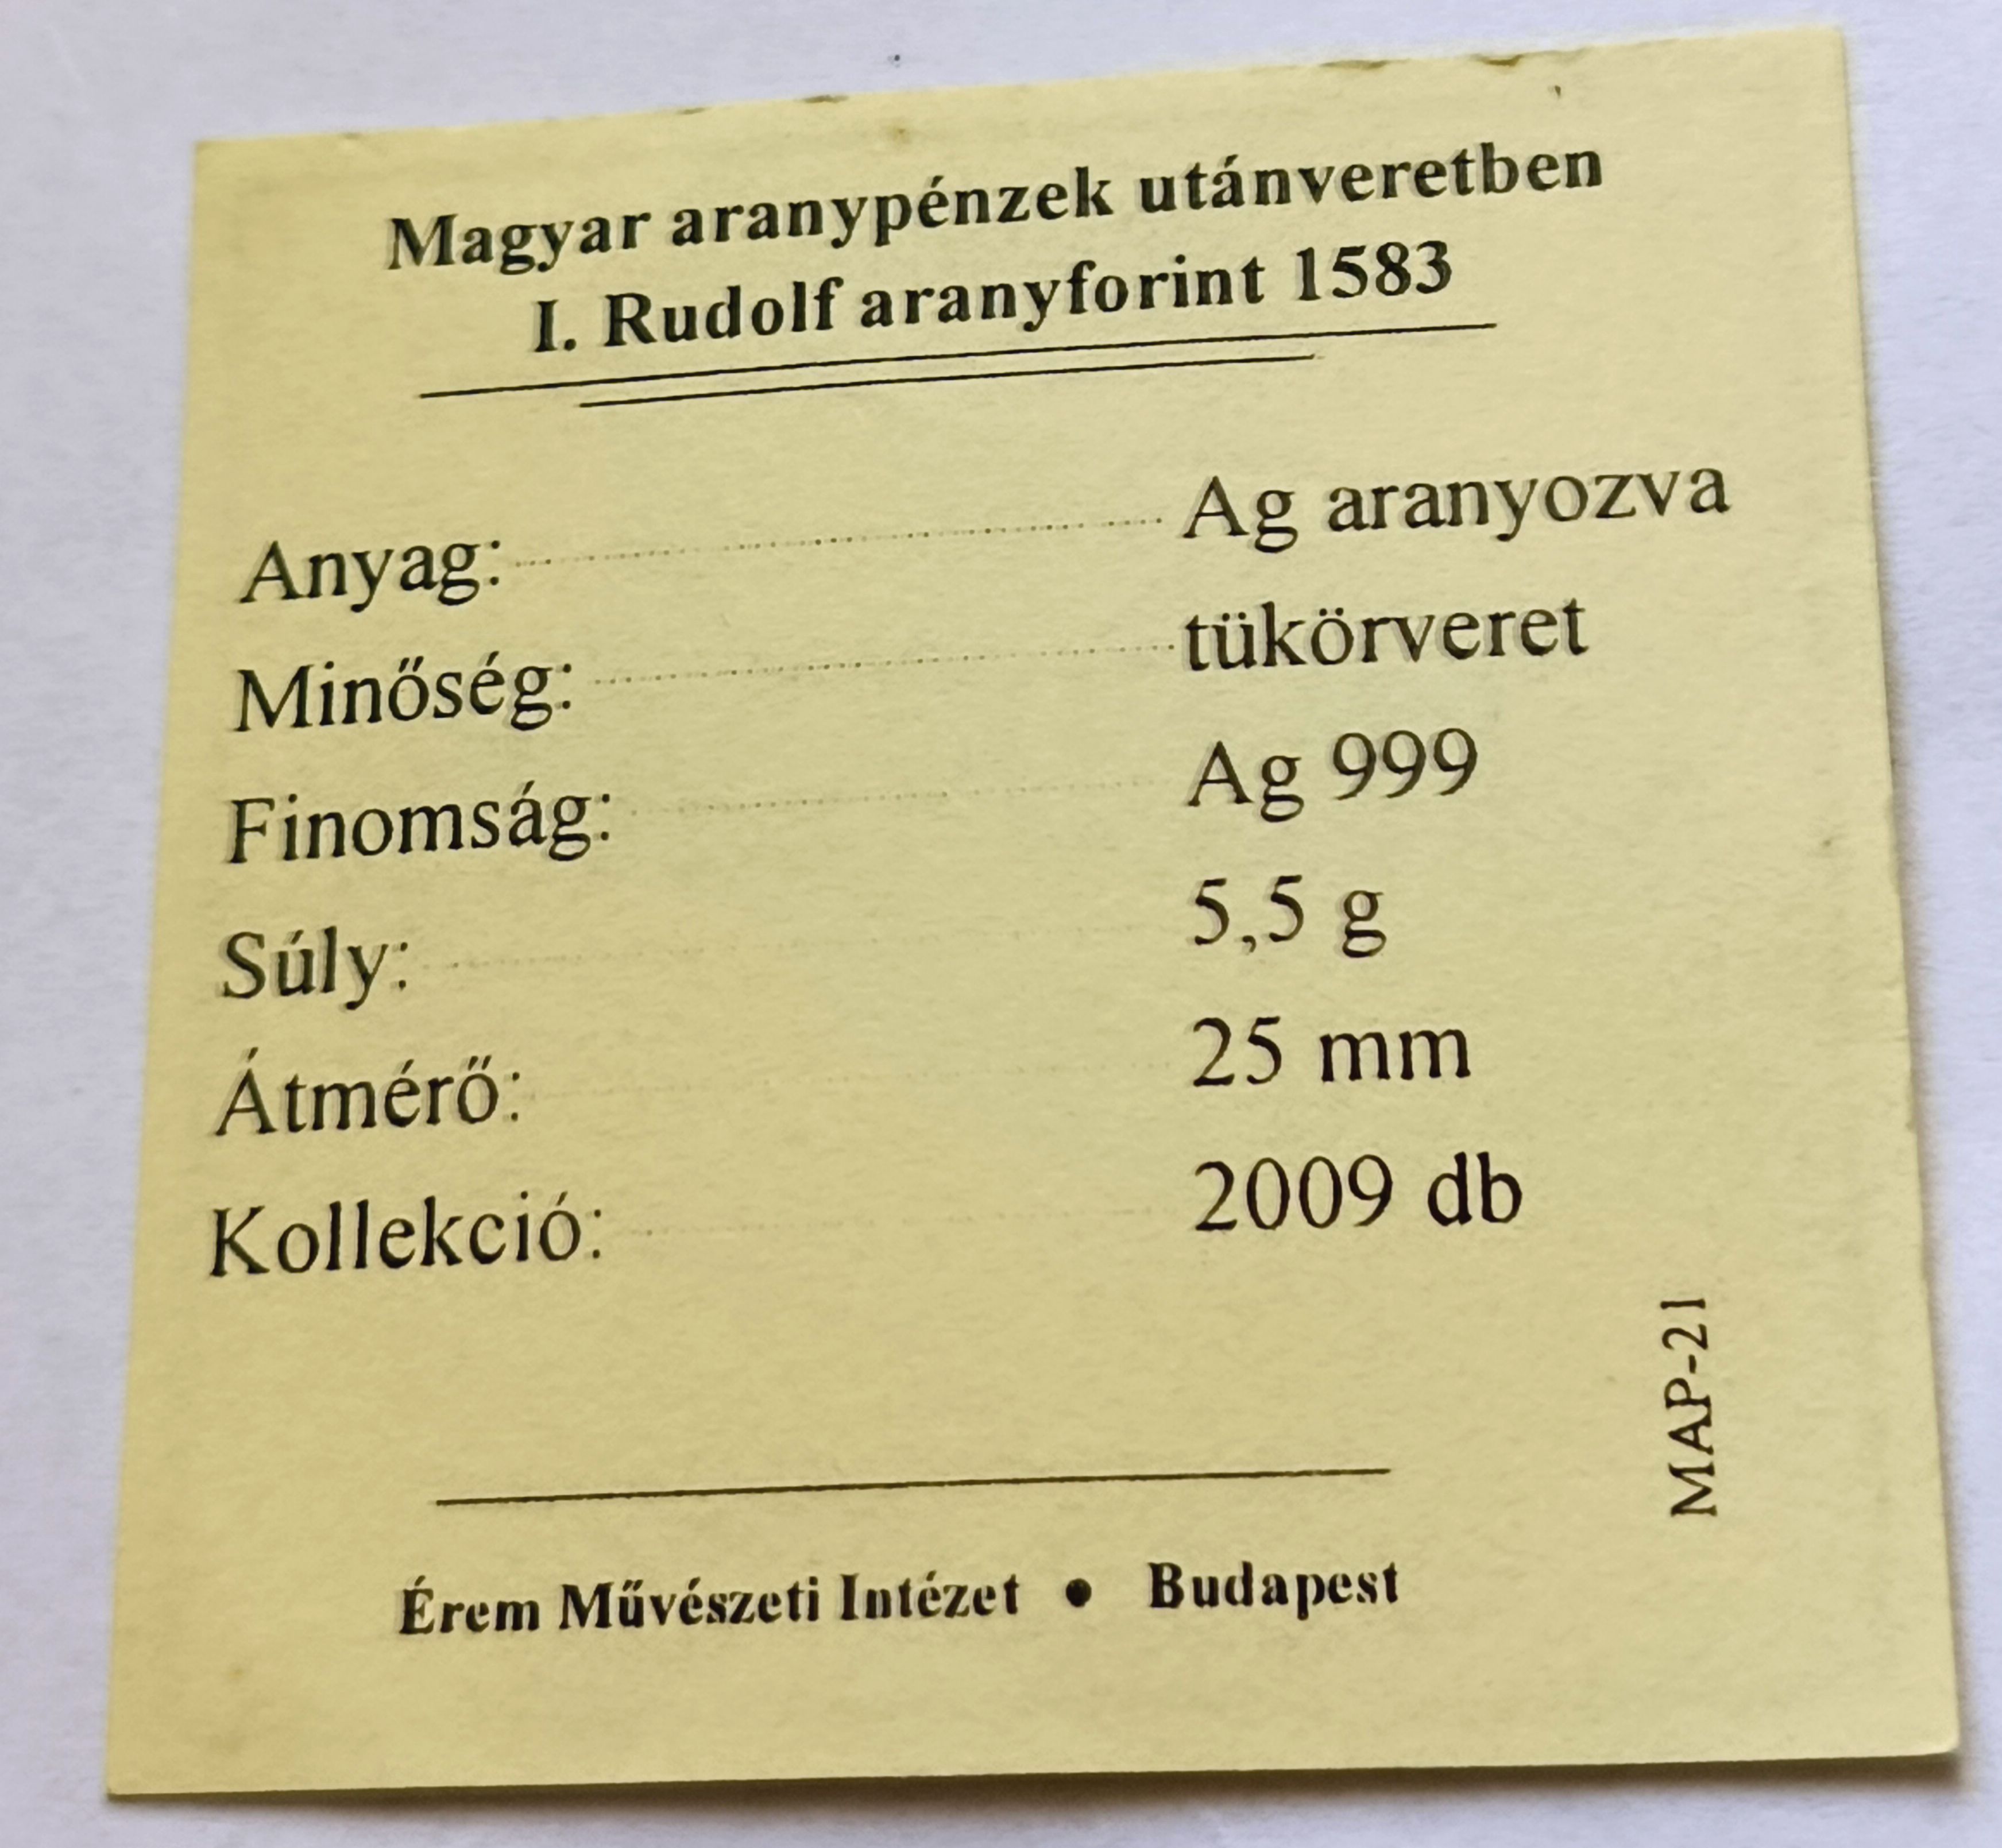 Magyar aranypénzek utánveretben
I. Rudolf aranyforint 1583
Anyag: Ag aranyozva
Minőség: tükörveret
Finomság: Ag 999
Súly: 5,5 g
Átmérő: 25 mm
Kollekció: 2009 db
MAP-21
Érem Művészeti Intézet • Budapest